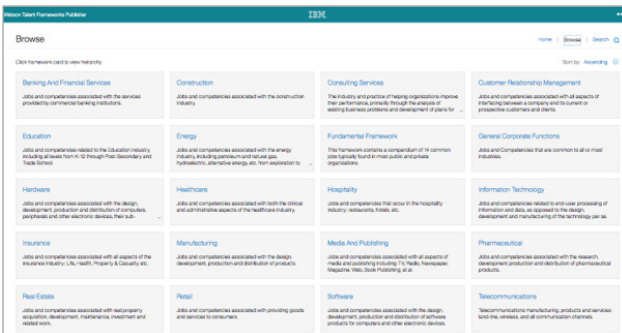 Watson Talent Frameworks Publisher
IBM
Browse
Home | Browse | Search
Click framework card to view hierarchy
Sort by: Ascending
Banking And Financial Services
Jobs and competencies associated with the services
provided by commercial banking institutions.
Construction
Jobs and competencies associated with the construction
industry.
Consulting Services
The industry and practice of helping organizations improve
their performance, primarily through the analysis of
existing business problems and development of plans for ...
Customer Relationship Management
Jobs and competencies associated with all aspects of
interfacing between a company and its current or
prospective customers and clients.
Education
Jobs and competencies related to the Education industry,
including all levels from K-12 through Post-Secondary and
Trade School.
Energy
Jobs and competencies associated with the energy
industry, including petroleum and natural gas,
hydroelectric, alternative energy, etc. from exploration to ...
Fundamental Framework
This framework contains a compendium of 14 common
jobs typically found in most public and private
organizations.
General Corporate Functions
Jobs and Competencies that are common to all or most
industries.
Hardware
Jobs and competencies associated with the design,
development, production and distribution of computers,
peripherals and other electronic devices, their sub- ...
Healthcare
Jobs and competencies associated with both the clinical
and administrative aspects of the healthcare industry.
Hospitality
Jobs and competencies that occur in the hospitality
industry: restaurants, hotels, etc.
Information Technology
Jobs and competencies related to end-user processing of
information and data, as opposed to the design,
development and manufacturing of the technology per se.
Insurance
Jobs and competencies associated with all aspects of the
insurance industry: Life, Health, Property & Casualty, etc.
Manufacturing
Jobs and competencies associated with the design,
development, production and distribution of products.
Media And Publishing
Jobs and competencies associated with all aspects of
media and publishing including TV, Radio, Newspaper,
Magazine, Web, Book Publishing, et al.
Pharmaceutical
Jobs and competencies associated with the research,
development, production and distribution of pharmaceutical
products.
Real Estate
Jobs and competencies associated with real property
acquisition, development, maintenance, investment and
related work.
Retail
Jobs and competencies associated with providing goods
and services to consumers.
Software
Jobs and competencies associated with the design,
development, production and distribution of software
products for computers and other electronic devices.
Telecommunications
Telecommunications manufacturing, products and services:
land-line, wireless, and all communication channels.